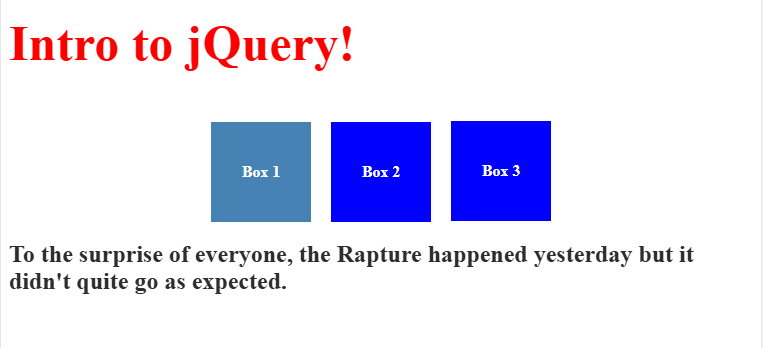 Intro to jQuery!
Box 1
Box 2
Box 3
To the surprise of everyone, the Rapture happened yesterday but it
didn't quite go as expected.